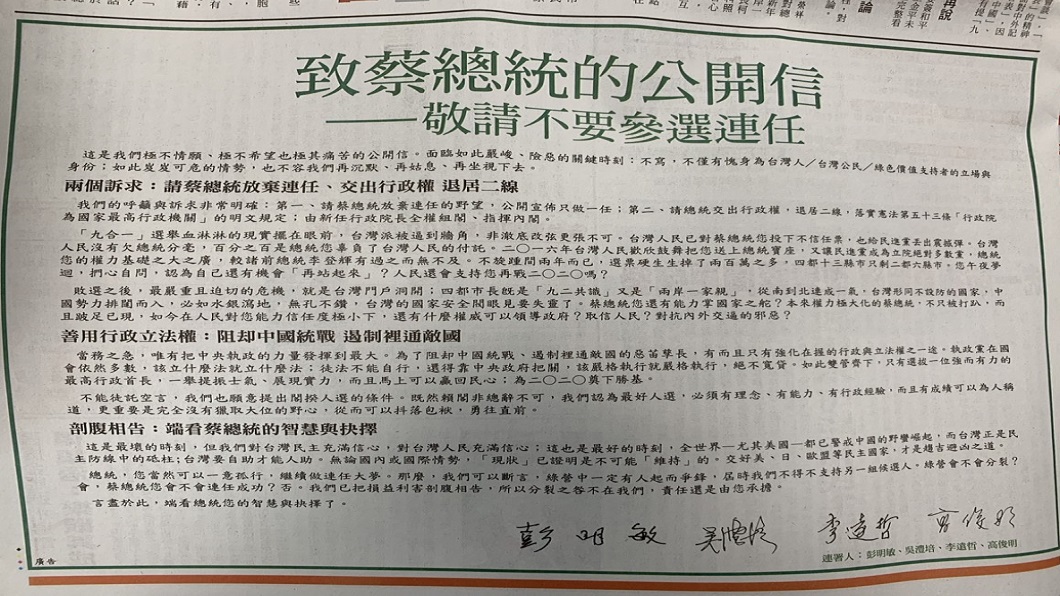 致蔡總統的公開信
——敬請不要參選連任
這是我們極不情願、極不希望也極其痛苦的公開信。面臨如此嚴峻、險惡的關鍵時刻：不寫，不僅有愧身為台灣人／台灣公民／綠色價值支持者的立場與
身份；如此岌岌可危的情勢，也不容我們再沉默、再姑息、再坐視下去。
兩個訴求：請蔡總統放棄連任、交出行政權 退居二線
我們的呼籲與訴求非常明確：第一、請蔡總統放棄連任的野望，公開宣佈只做一任；第二、請總統交出行政權，退居二線，落實憲法第五十三條「行政院
為國家最高行政機關」的明文規定；由新任行政院長全權組閣、指揮內閣。
「九合一」選舉血淋淋的現實擺在眼前，台灣派被逼到牆角，非澈底改弦更張不可。台灣人民已對蔡總統您投下不信任票，也給民進黨丟出震撼彈。台灣
人民沒有欠總統分毫，百分之百是總統您辜負了台灣人民的付託。二〇一六年台灣人民歡欣鼓舞把您送上總統寶座，又讓民進黨成為立院絕對多數黨，總統
您的權力基礎之大之廣，較諸前總統李登輝有過之而無不及。不旋踵間兩年而已，選票硬生生掉了兩百萬之多，四都十三縣市只剩二都六縣市。您午夜夢
迴，捫心自問，認為自己還有機會「再站起來」？人民還會支持您再戰二〇二〇嗎？
敗選之後，最嚴重且迫切的危機，就是台灣門戶洞開；四都市長既是「九二共識」又是「兩岸一家親」，從南到北連成一氣，台灣形同不設防的國家，中
國勢力排闥而入，必如水銀瀉地，無孔不鑽，台灣的國家安全閥眼見要失靈了。蔡總統您還有能力掌國家之舵？本來權力極大化的蔡總統，不只被打趴，而
且跛足已現，如今在人民對您能力信任度極小下，還有什麼權威可以領導政府？取信人民？對抗內外交逼的邪惡？
善用行政立法權：阻却中國統戰 遏制裡通敵國
當務之急，唯有把中央執政的力量發揮到最大。為了阻却中國統戰、遏制裡通敵國的惡苗孳長，有而且只有強化在握的行政與立法權之一途。執政黨在國
會依然多數，該立什麼法就立什麼法；徒法不能自行，還得靠中央政府把關，該嚴格執行就嚴格執行，絕不寬貸。如此雙管齊下，只有選拔一位強而有力的
最高行政首長，一舉提振士氣、展現實力，而且馬上可以贏回民心；為二〇二〇奠下勝基。
不能徒託空言，我們也願意提出閣揆人選的條件。既然賴閣非總辭不可，我們認為最好人選，必須有理念、有能力、有行政經驗，而且有成績可以為人稱
道，更重要是完全沒有獵取大位的野心，從而可以抖落包袱，勇往直前。
剖腹相告：端看蔡總統的智慧與抉擇
這是最壞的時刻，但我們對台灣民主充滿信心，對台灣人民充滿信心；這也是最好的時刻，全世界—尤其美國—都已警戒中國的野蠻崛起，而台灣正是民
主防線中的砥柱；台灣要自助才能人助。無論國內或國際情勢，「現狀」已證明是不可能「維持」的。交好美、日、歐盟等民主國家，才是趨吉避凶之道。
總統，您當然可以一意孤行，繼續做連任大夢。那麼，我們可以斷言，綠營中一定有人起而爭鋒，屆時我們不得不支持另一組候選人。綠營會不會分裂？
會。蔡總統您會不會連任成功？否。我們已把損益利害剖腹相告，所以分裂之咎不在我們，責任還是由您承擔。
言盡於此，端看總統您的智慧與抉擇了。
彭明敏 吳澧培 李遠哲 高俊明
連署人：彭明敏、吳澧培、李遠哲、高俊明
廣告